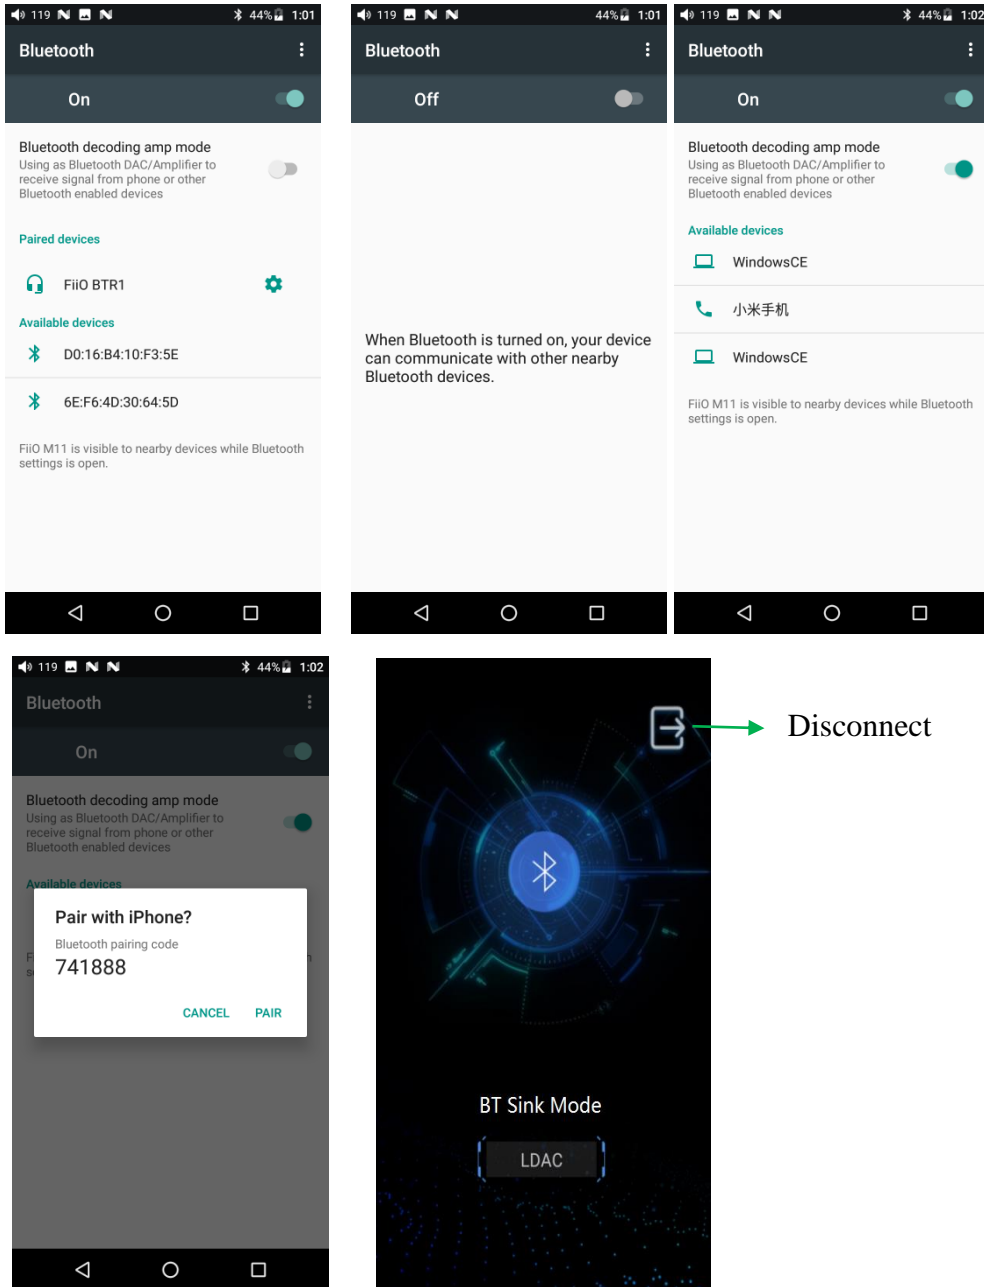 119 44% 1:01
Bluetooth
On
Bluetooth decoding amp mode
Using as Bluetooth DAC/Amplifier to
receive signal from phone or other
Bluetooth enabled devices
Paired devices
FiiO BTR1
Available devices
D0:16:B4:10:F3:5E
6E:F6:4D:30:64:5D
FiiO M11 is visible to nearby devices while Bluetooth
settings is open.
119 44% 1:01
Bluetooth
Off
When Bluetooth is turned on, your device
can communicate with other nearby
Bluetooth devices.
119 44% 1:02
Bluetooth
On
Bluetooth decoding amp mode
Using as Bluetooth DAC/Amplifier to
receive signal from phone or other
Bluetooth enabled devices
Available devices
WindowsCE
小米手机
WindowsCE
FiiO M11 is visible to nearby devices while Bluetooth
settings is open.
119 44% 1:02
Bluetooth
On
Bluetooth decoding amp mode
Using as Bluetooth DAC/Amplifier to
receive signal from phone or other
Bluetooth enabled devices
Available devices
Pair with iPhone?
Bluetooth pairing code
741888
CANCEL PAIR
Disconnect
BT Sink Mode
LDAC